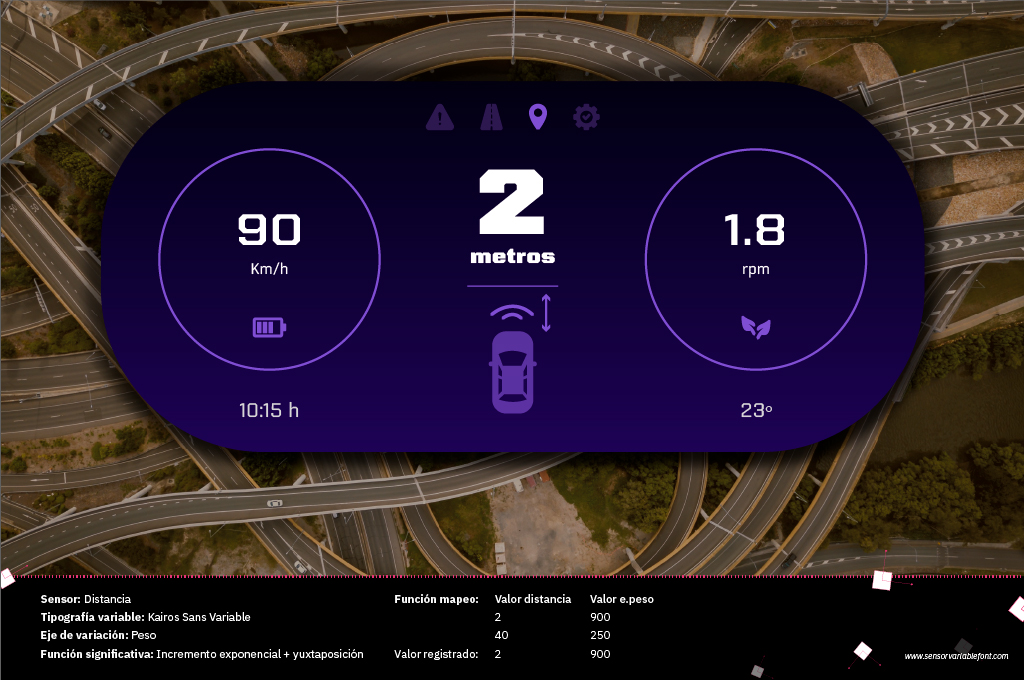 2
metros
90
Km/h
1.8
rpm
10:15 h
23º
Sensor: Distancia
Tipografía variable: Kairos Sans Variable
Eje de variación: Peso
Función significativa: Incremento exponencial + yuxtaposición
Función mapeo: Valor distancia Valor e.peso
2 900
40 250
Valor registrado: 2 900
www.sensorvariablefont.com